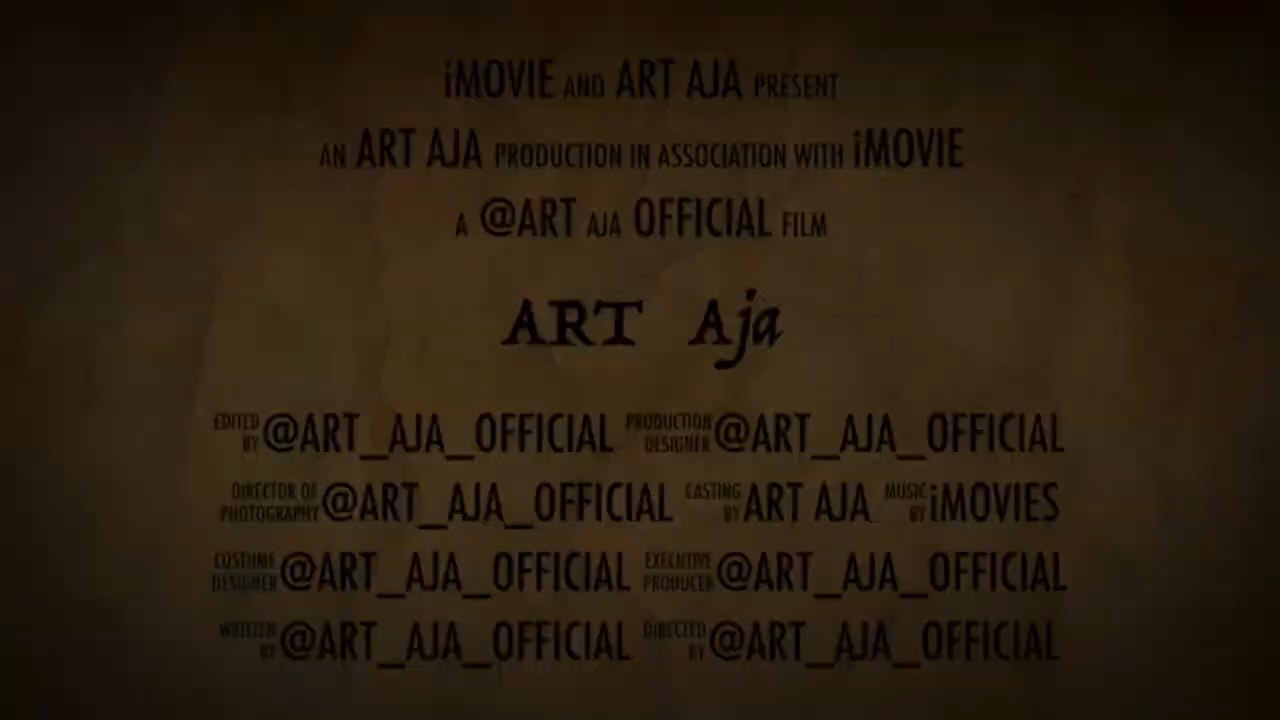 iMOVIE AND ART AJA PRESENT
AN ART AJA PRODUCTION IN ASSOCIATION WITH iMOVIE
A @ART AJA OFFICIAL FILM
ART Aja
EDITED BY @ART_AJA_OFFICIAL PRODUCTION DESIGNER @ART_AJA_OFFICIAL
DIRECTOR OF PHOTOGRAPHY @ART_AJA_OFFICIAL CASTING BY ART AJA MUSIC BY iMOVIES
COSTUME DESIGNER @ART_AJA_OFFICIAL EXECUTIVE PRODUCER @ART_AJA_OFFICIAL
WRITTEN BY @ART_AJA_OFFICIAL DIRECTED BY @ART_AJA_OFFICIAL